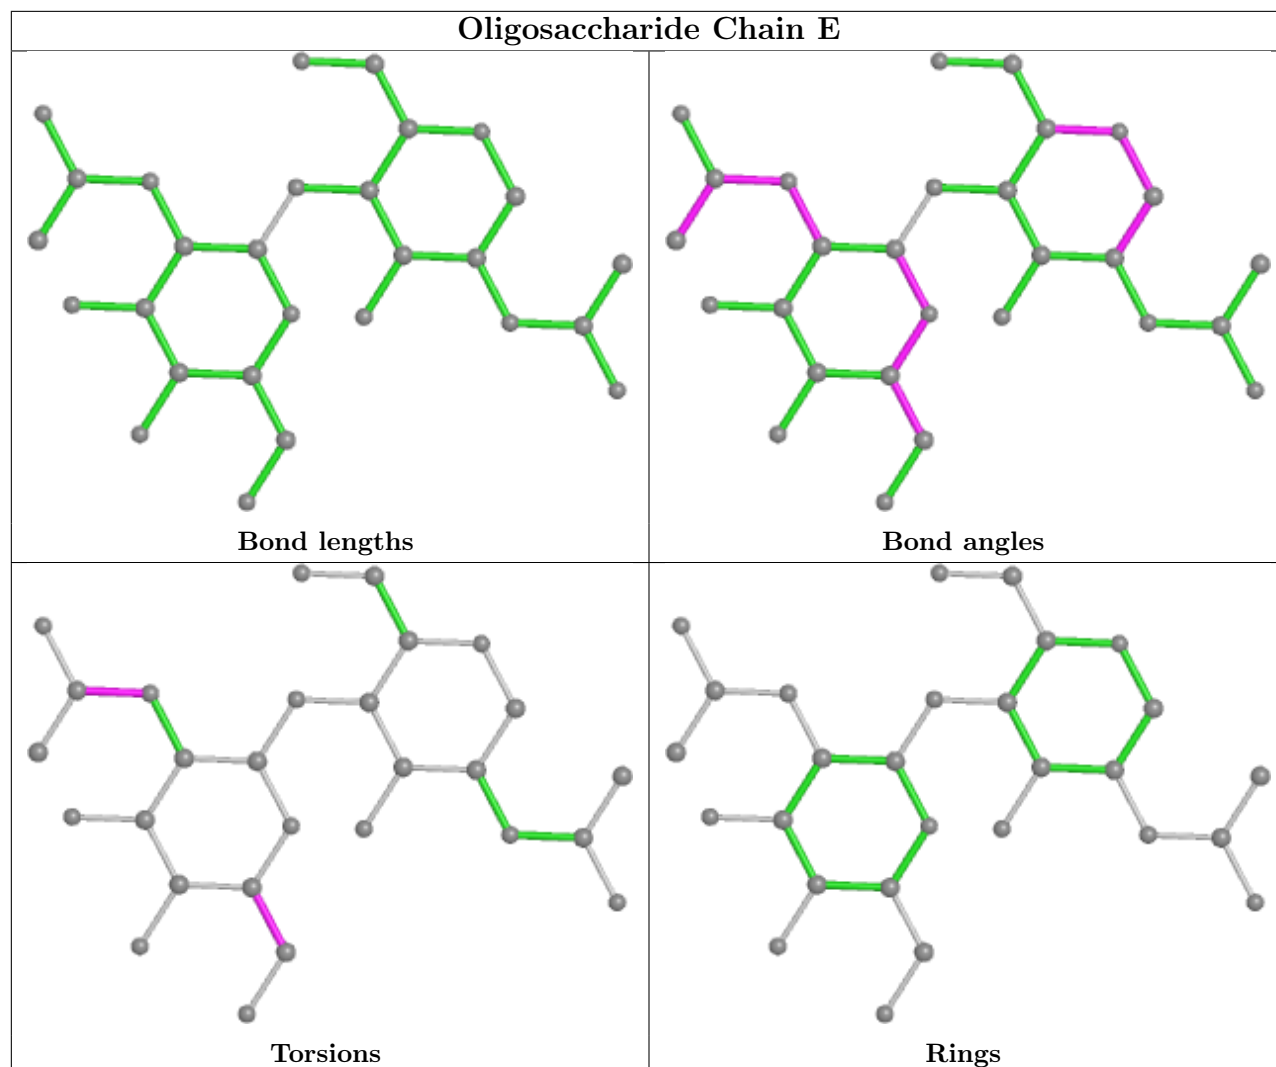 Oligosaccharide Chain E
Bond lengths
Bond angles
Torsions
Rings